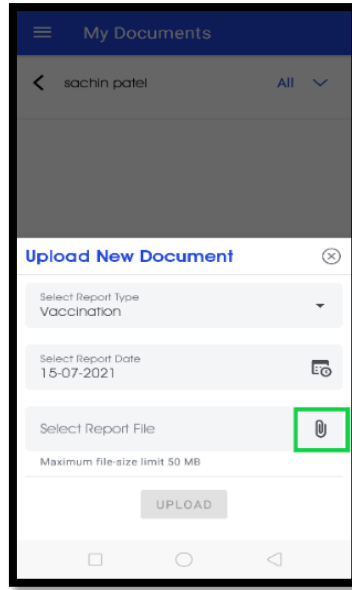 My Documents
sachin patel All
Upload New Document
Select Report Type
Vaccination
Select Report Date
15-07-2021
Select Report File
Maximum file-size limit 50 MB
UPLOAD